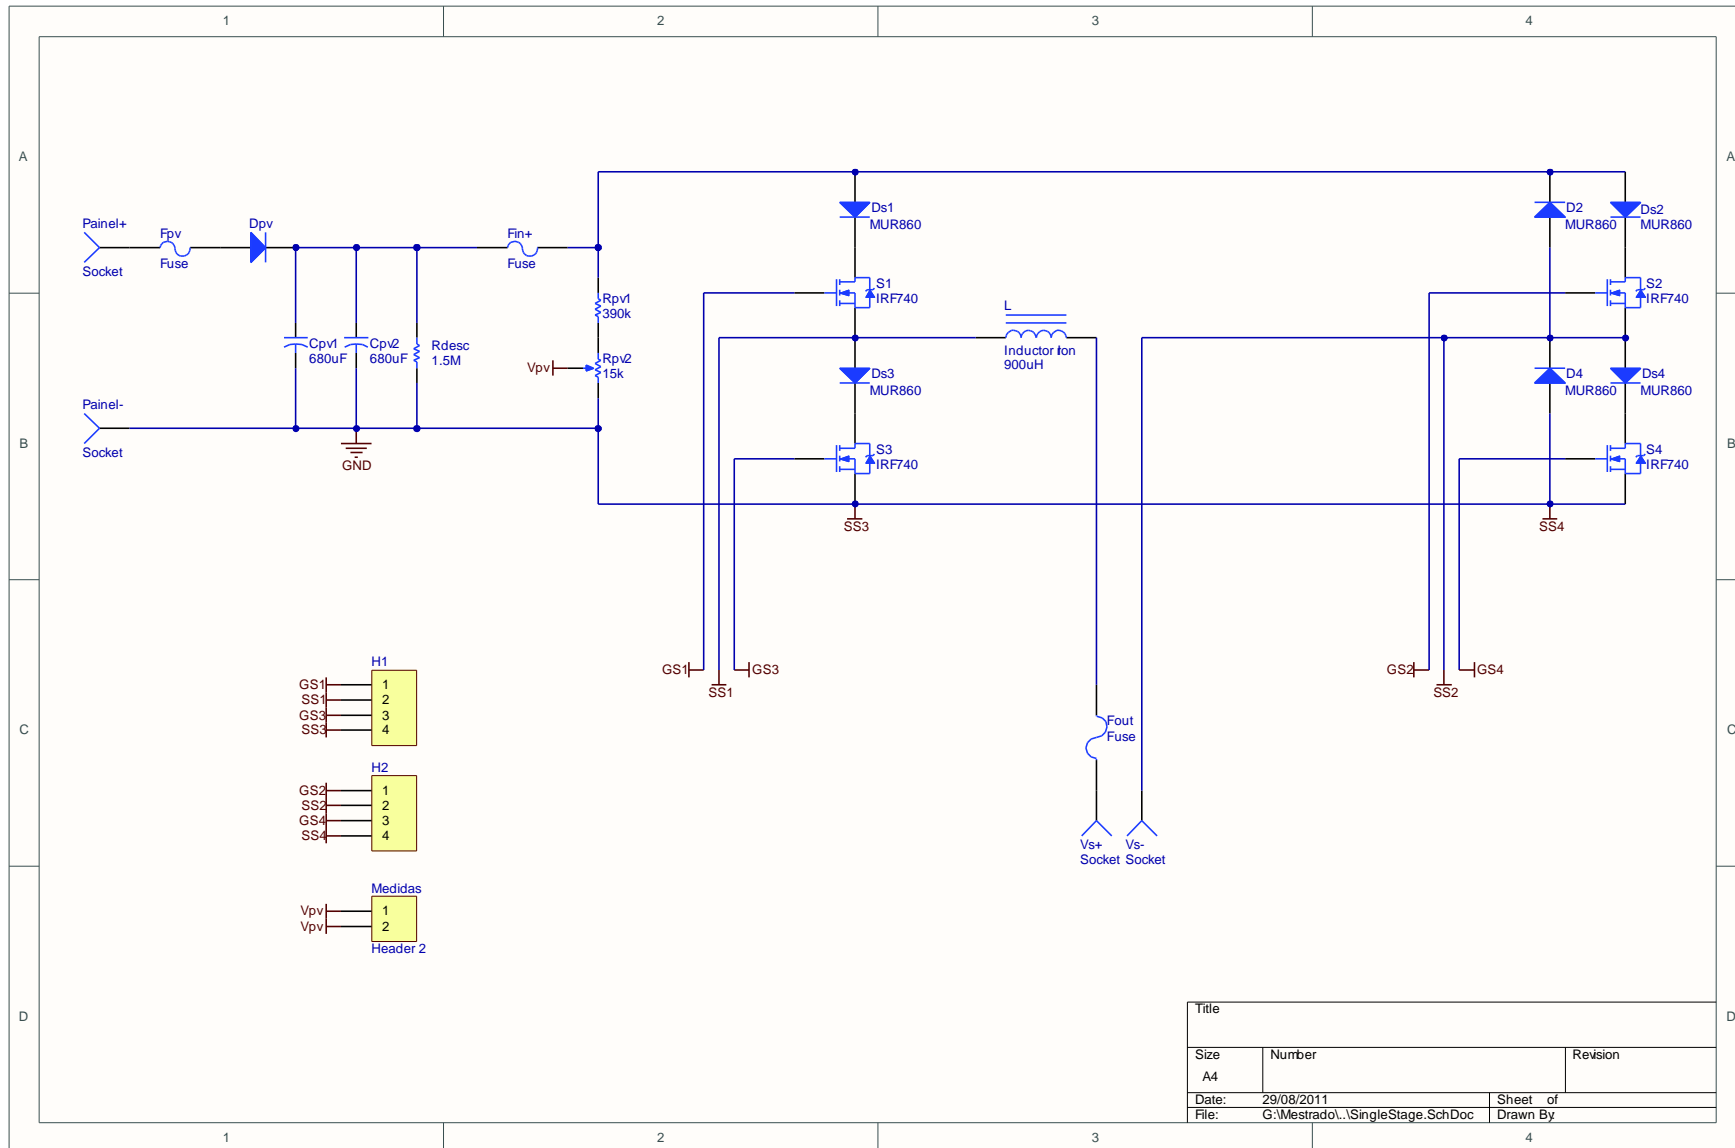 1 2 3 4
A A
Painel+
Socket
Fpv
Fuse
Dpv
Fin+
Fuse
Ds1
MUR860
D2
MUR860
Ds2
MUR860
S1
IRF740
S2
IRF740
Rpv1
390k
L
Inductor Iron
900uH
Cpv1
680uF
Cpv2
680uF
Rdesc
1.5M
Vpv
Rpv2
15k
Ds3
MUR860
D4
MUR860
Ds4
MUR860
Painel-
Socket
B B
GND
S3
IRF740
S4
IRF740
SS3
SS4
GS1
SS1
GS3
GS2
SS2
GS4
H1
GS1 1
SS1 2
GS3 3
SS3 4
C C
Fout
Fuse
H2
GS2 1
SS2 2
GS4 3
SS4 4
Vs+
Socket
Vs-
Socket
Medidas
Vpv 1
Vpv 2
Header 2
D D
Title
Size Number Revision
A4
Date: 29/08/2011 Sheet of
File: G:\Mestrado\..\SingleStage.SchDoc Drawn By:
1 2 3 4